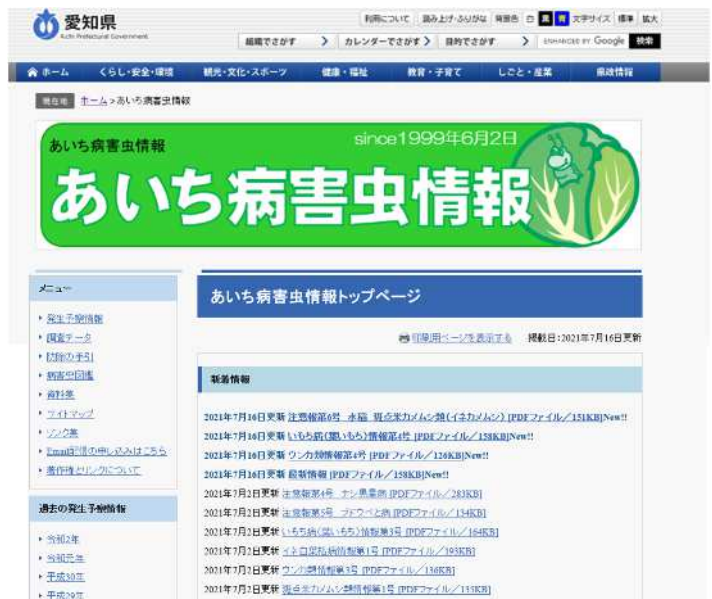 愛知県
Aichi Prefectural Government
利用について 読み上げ・ふりがな 背景色 白 黒 青 文字サイズ 標準 拡大
組織でさがす カレンダーでさがす 目的でさがす ENHANCED BY Google 検索
ホーム くらし・安全・環境 観光・文化・スポーツ 健康・福祉 教育・子育て しごと・産業 県政情報
現在地 ホーム > あいち病害虫情報
あいち病害虫情報 since1999年6月2日
あいち病害虫情報
メニュー
発生予察情報
調査データ
防除の手引
病害虫図鑑
資料集
サイトマップ
リンク集
Email配信の申し込みはこちら
著作権とリンクについて
過去の発生予察情報
令和2年
令和元年
平成30年
平成29年
あいち病害虫情報トップページ
印刷用ページを表示する 掲載日:2021年7月16日更新
新着情報
2021年7月16日更新 注意報第6号 水稲 斑点米カメムシ類(イネカメムシ) [PDFファイル/151KB]New!!
2021年7月16日更新 いもち病(葉いもち)情報第4号 [PDFファイル/158KB]New!!
2021年7月16日更新 ウンカ類情報第4号 [PDFファイル/126KB]New!!
2021年7月16日更新 最新情報 [PDFファイル/158KB]New!!
2021年7月2日更新 注意報第4号 ナシ黒星病 [PDFファイル/283KB]
2021年7月2日更新 注意報第5号 ブドウべと病 [PDFファイル/134KB]
2021年7月2日更新 いもち病(葉いもち)情報第3号 [PDFファイル/164KB]
2021年7月2日更新 イネ白葉枯病情報第1号 [PDFファイル/193KB]
2021年7月2日更新 ウンカ類情報第3号 [PDFファイル/136KB]
2021年7月2日更新 斑点米カメムシ類情報第1号 [PDFファイル/135KB]